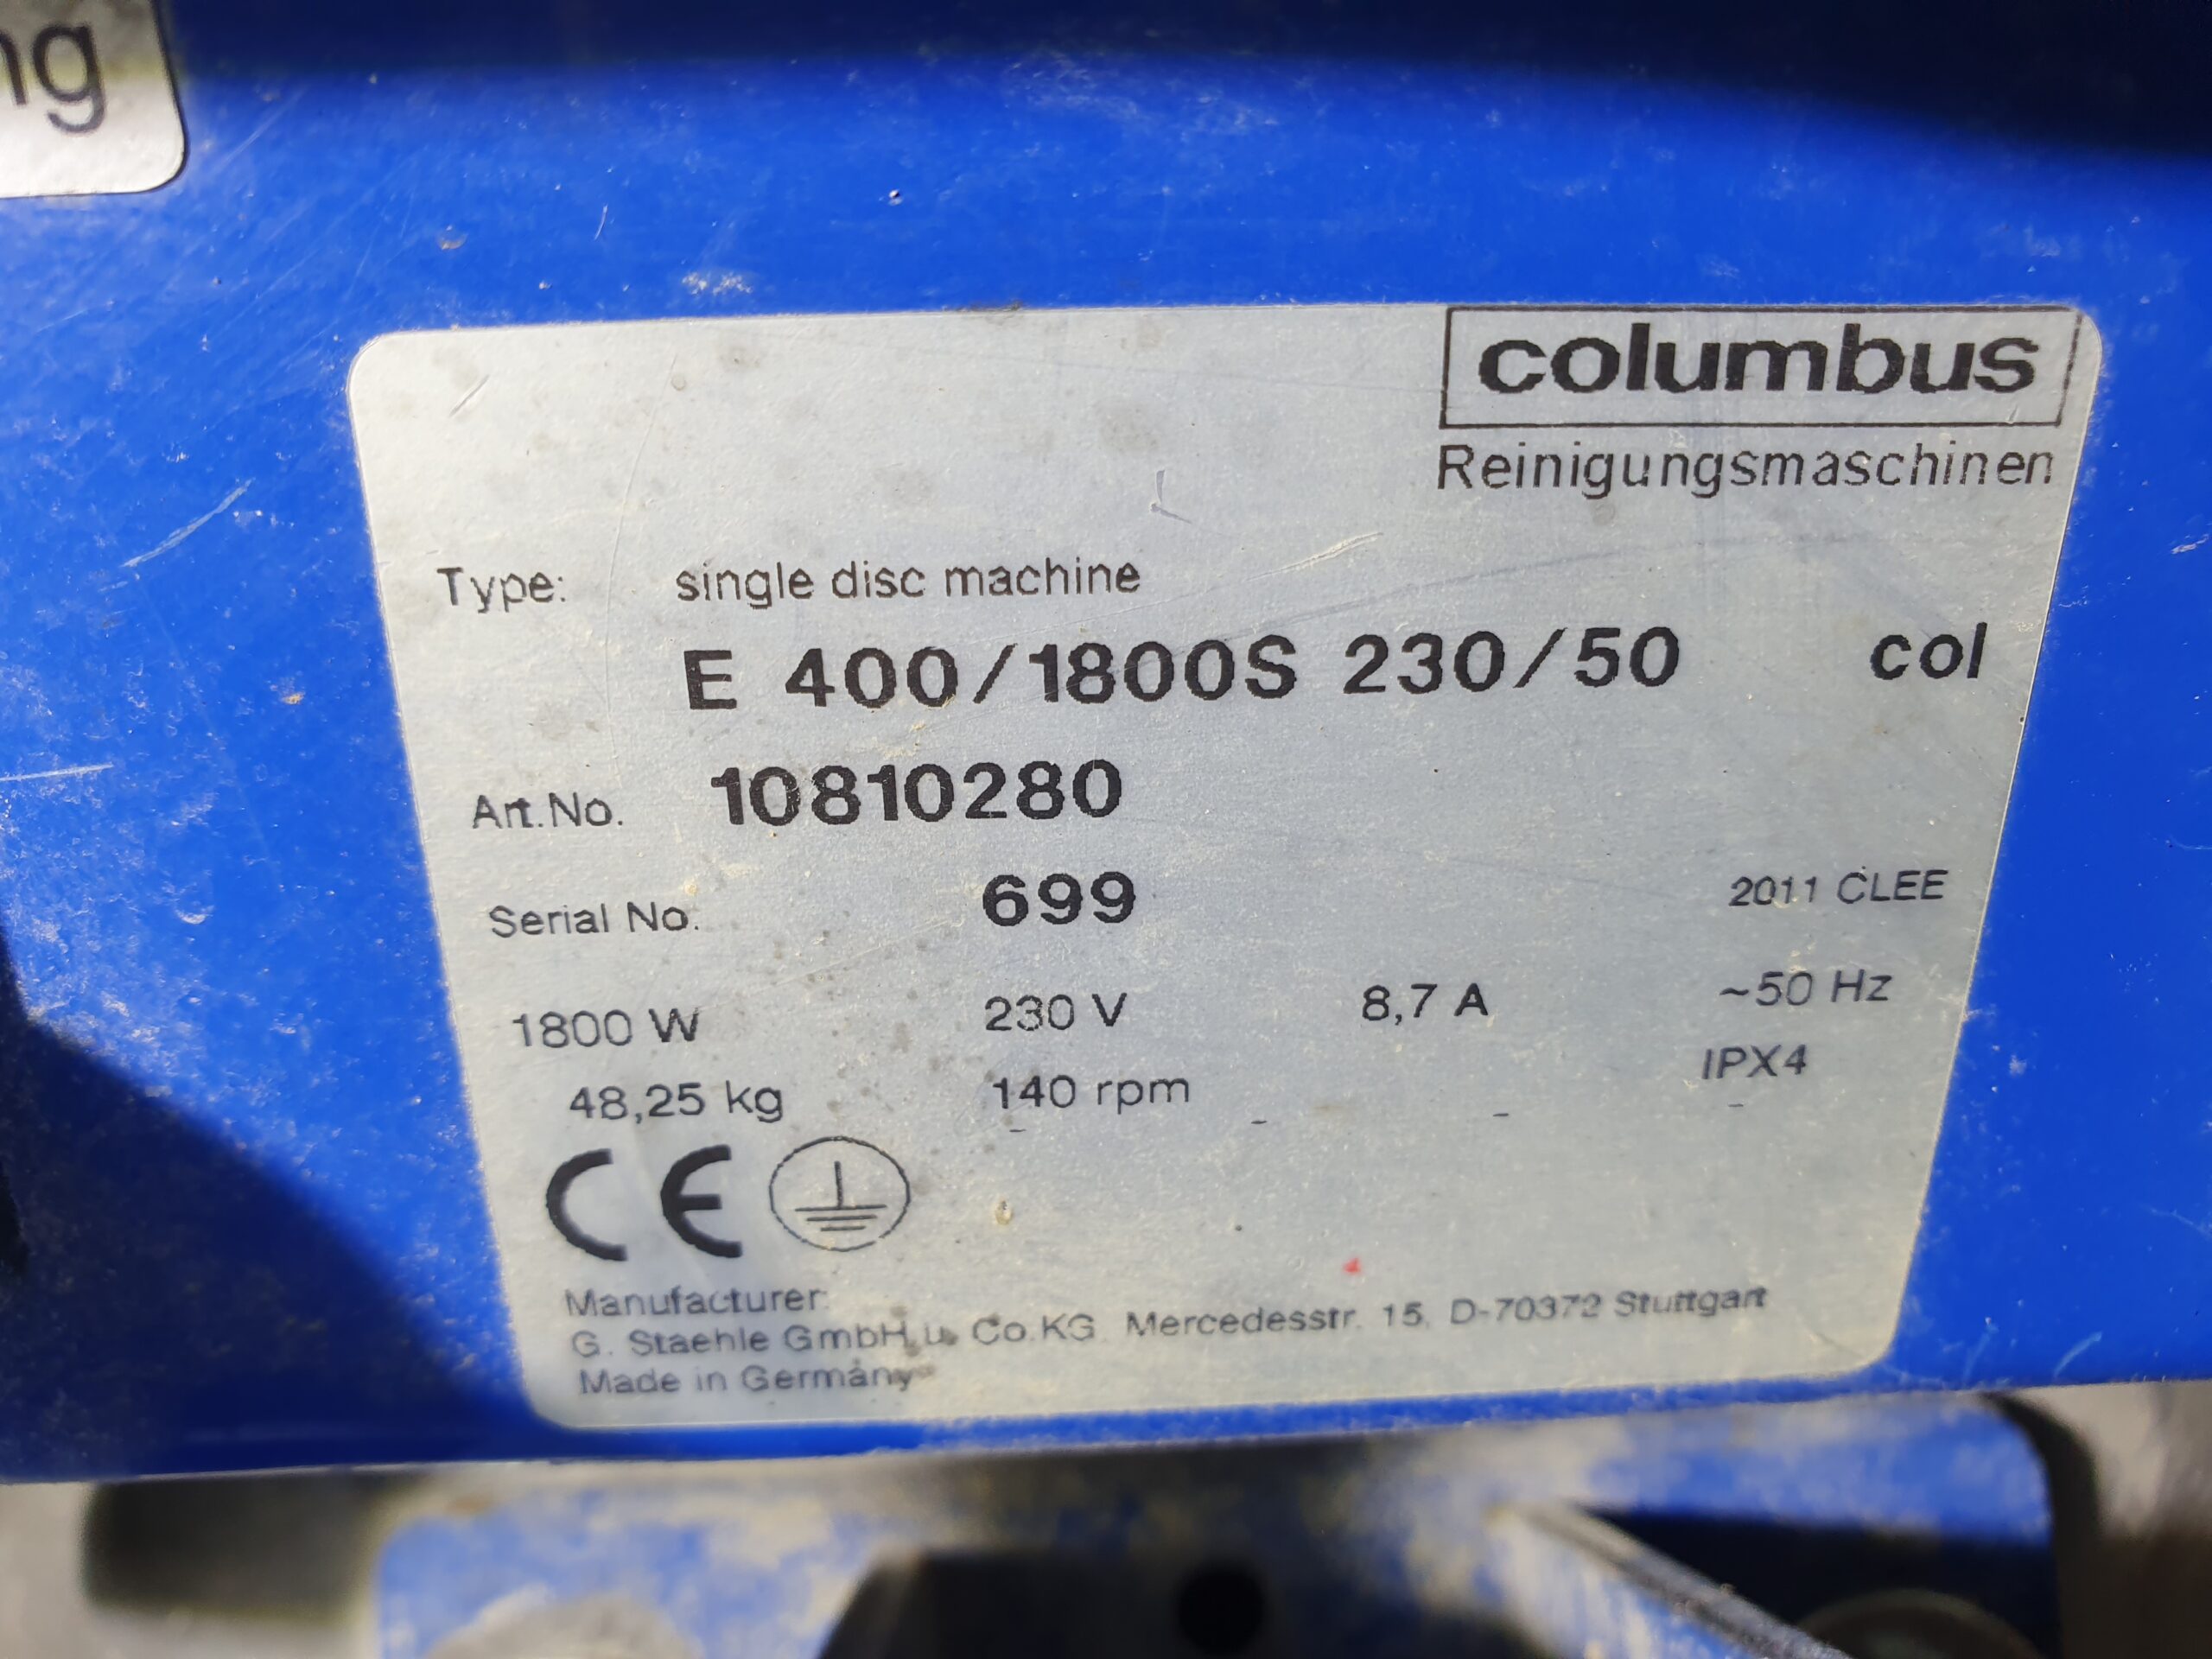 ng
columbus
Reinigungsmaschinen
Type: single disc machine
E 400/1800S 230/50 col
Art.No. 10810280
Serial No. 699 2011 CLEE
1800 W 230 V 8,7 A ~50 Hz
48,25 kg 140 rpm IPX4
- - - -
CE
Manufacturer:
G. Staehle GmbH u. Co.KG, Mercedesstr. 15, D-70372 Stuttgart
Made in Germany